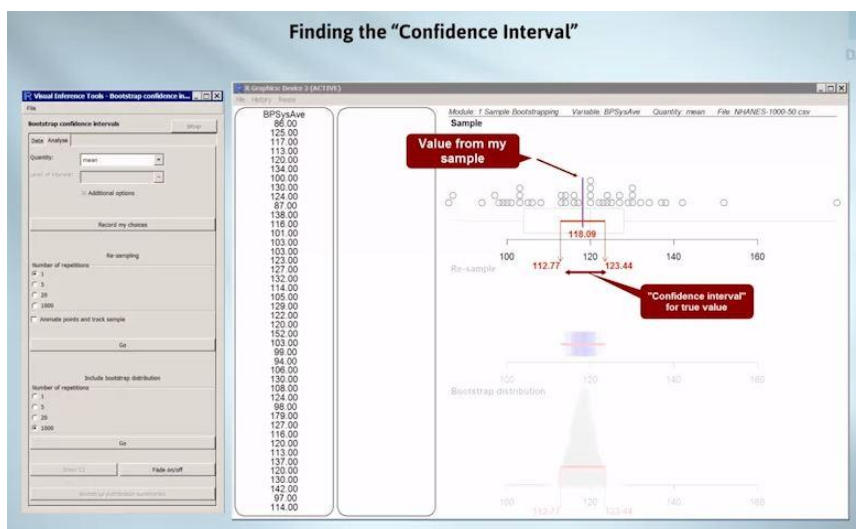 Finding the “Confidence Interval”
Visual Inference Tools - Bootstrap confidence in...
File
Bootstrap confidence intervals
Stop
Data
Analyse
Quantity:
mean
Level of interval:
Additional options
Record my choices
Re-sampling
Number of repetitions
1
5
20
1000
Animate points and track sample
Go
Include bootstrap distribution
Number of repetitions
1
5
20
1000
Go
Show CI
Fade on/off
Bootstrap distribution summaries
R Graphics: Device 3 (ACTIVE)
File History Resize
BPSysAve
86.00
125.00
117.00
113.00
120.00
134.00
100.00
130.00
124.00
87.00
138.00
116.00
101.00
103.00
103.00
123.00
127.00
132.00
114.00
105.00
129.00
122.00
120.00
152.00
103.00
99.00
94.00
106.00
130.00
108.00
124.00
98.00
179.00
127.00
116.00
120.00
113.00
137.00
120.00
130.00
142.00
97.00
114.00
Module: 1 Sample Bootstrapping Variable: BPSysAve Quantity: mean File: NHANES-1000-50.csv
Sample
Value from my
sample
118.09
100 120 140 160
112.77 123.44
Re-sample
"Confidence interval"
for true value
100 120 140 160
Bootstrap distribution
100 120 140 160
112.77 123.44